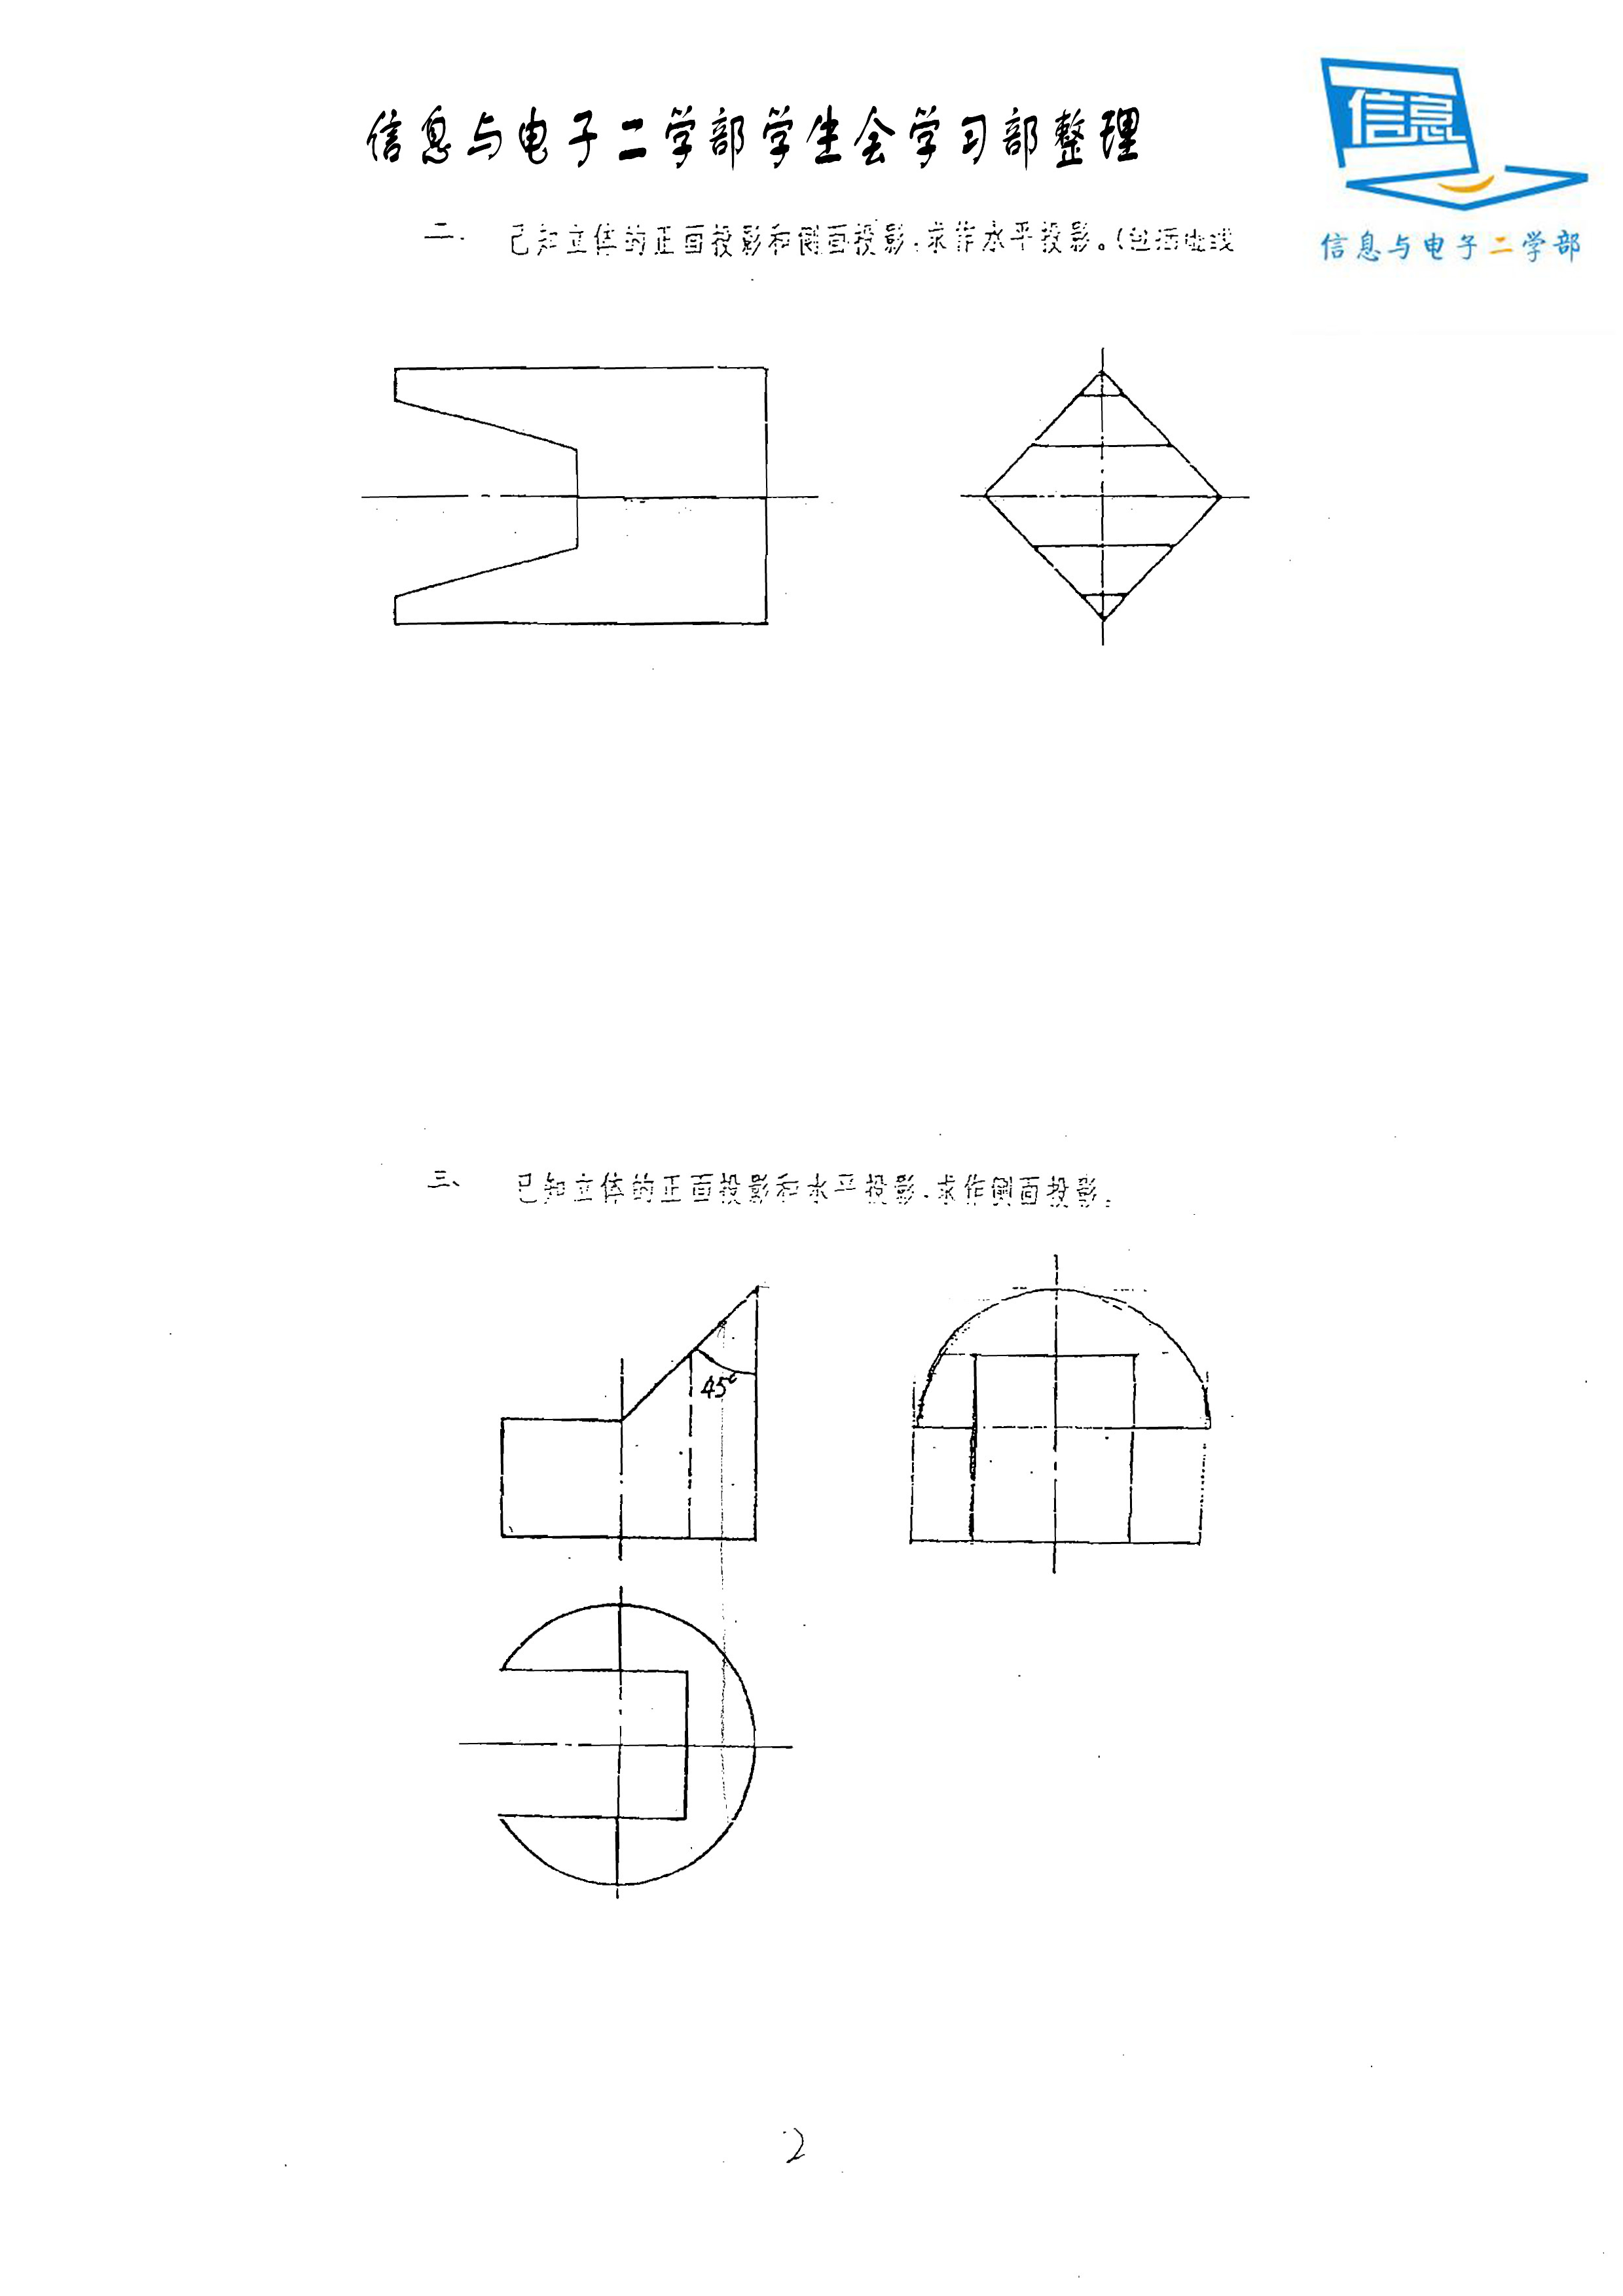 信息与电子二学部学生会学习部整理
信息
信息与电子二学部
二、 已知立体的正面投影和侧面投影,求作水平投影。(包括虚线
三、 已知立体的正面投影和水平投影,求作侧面投影。
45°
2